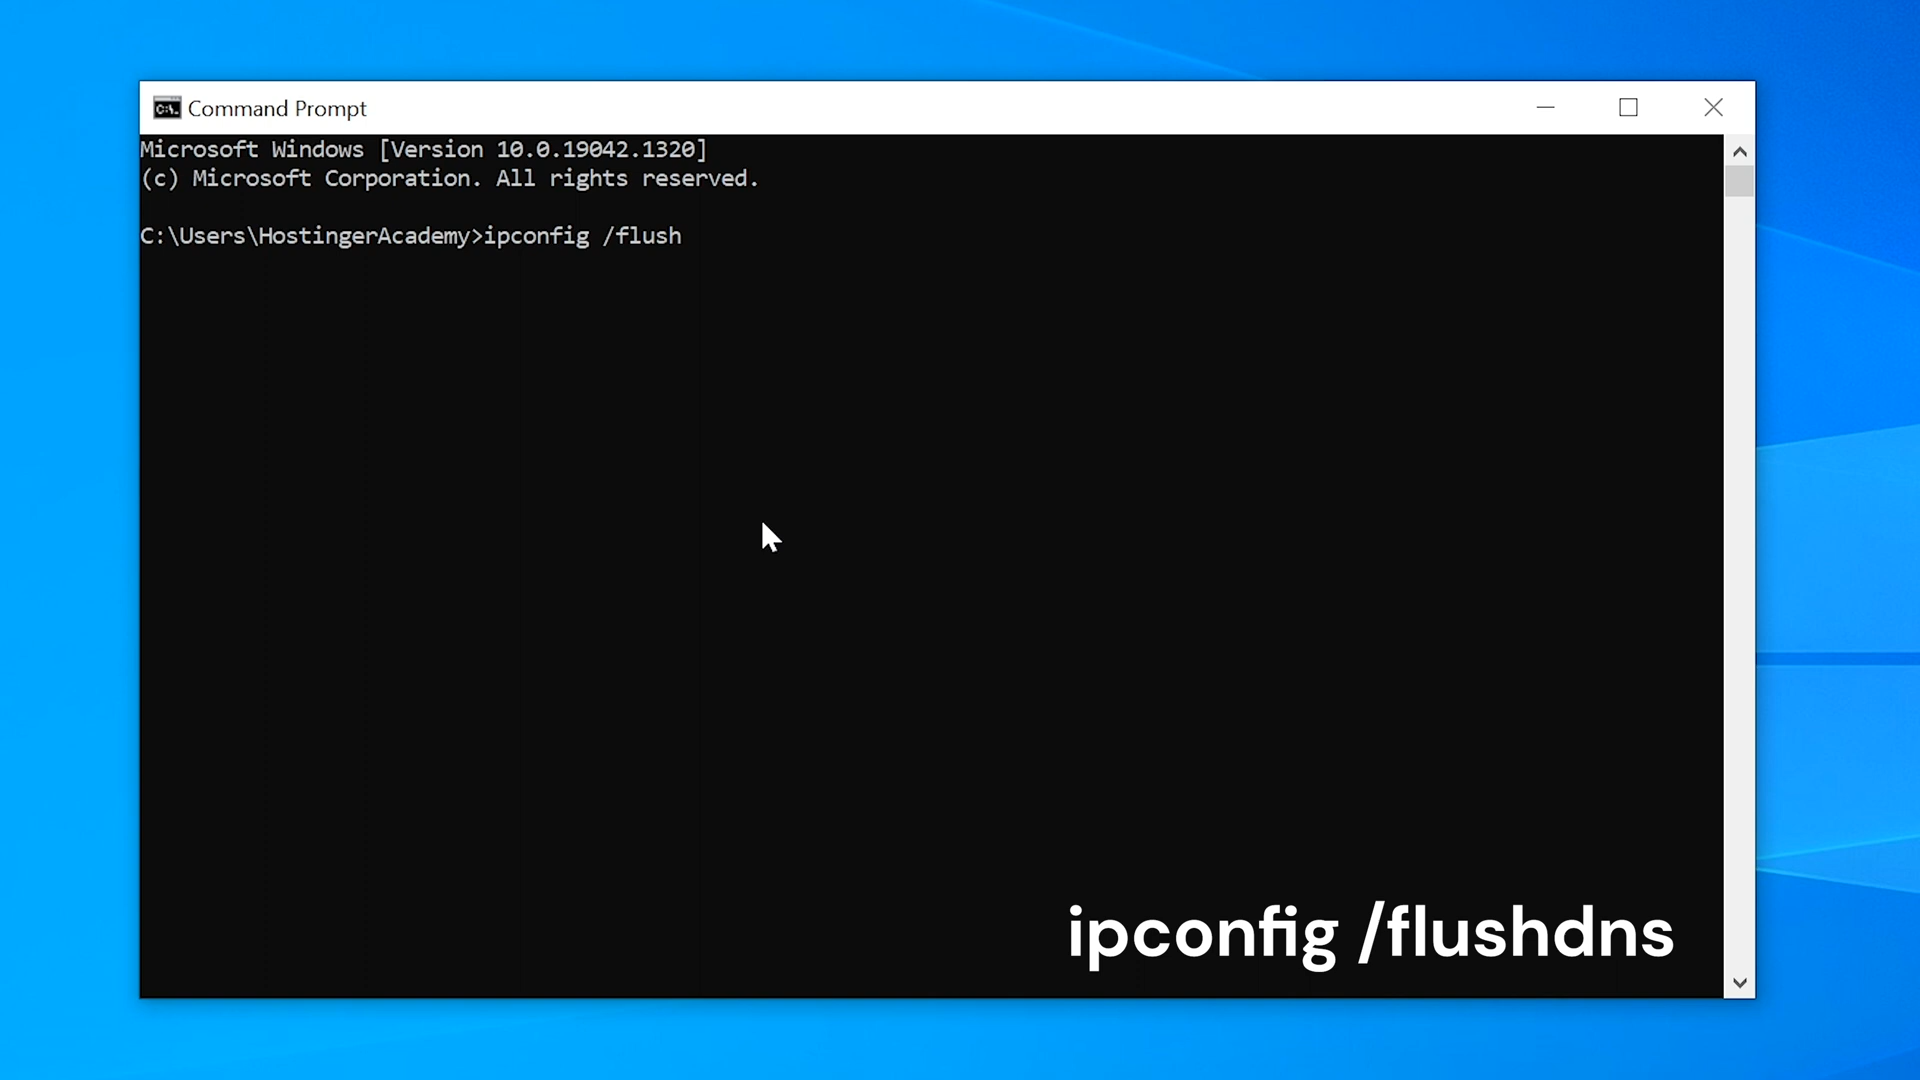 Command Prompt
Microsoft Windows [Version 10.0.19042.1320]
(c) Microsoft Corporation. All rights reserved.
C:\Users\HostingerAcademy>ipconfig /flush
ipconfig /flushdns